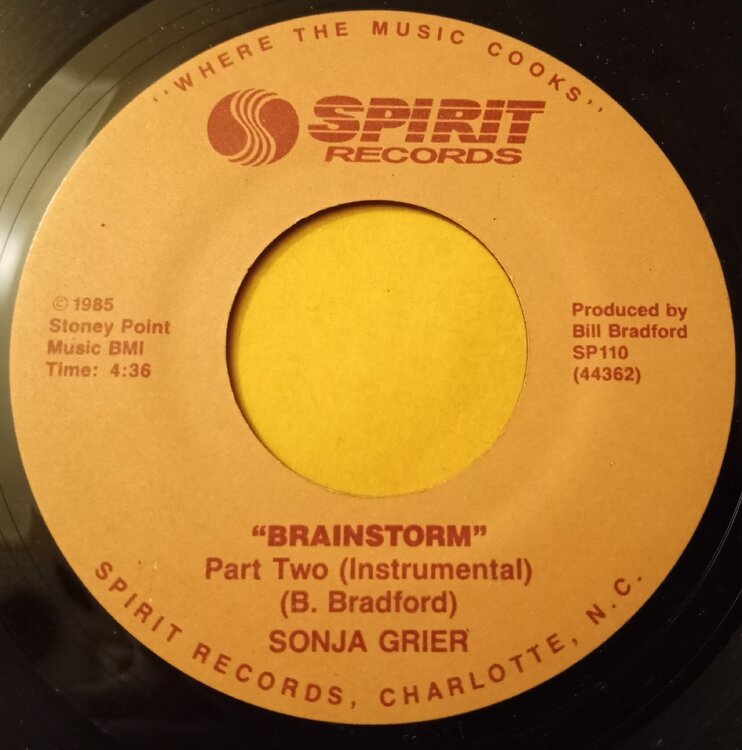 "WHERE THE MUSIC COOKS"
SPIRIT
RECORDS
© 1985
Stoney Point
Music BMI
Time: 4:36
Produced by
Bill Bradford
SP110
(44362)
“BRAINSTORM”
Part Two (Instrumental)
(B. Bradford)
SONJA GRIER
SPIRIT RECORDS, CHARLOTTE, N.C.